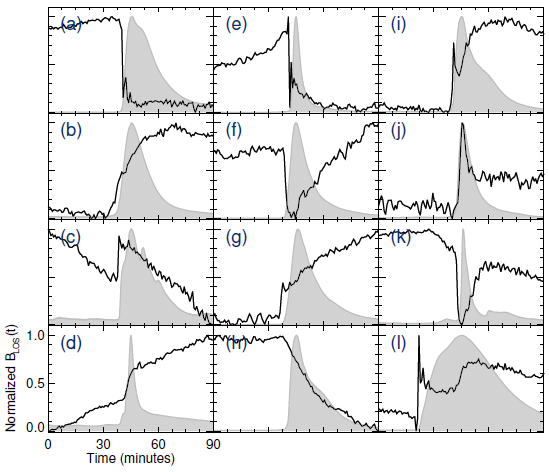 (a) (e) (i)
(b) (f) (j)
(c) (g) (k)
(d) (h) (l)
Normalized B_LOS(t)
1.0
0.5
0.0
0 30 60 90
Time (minutes)